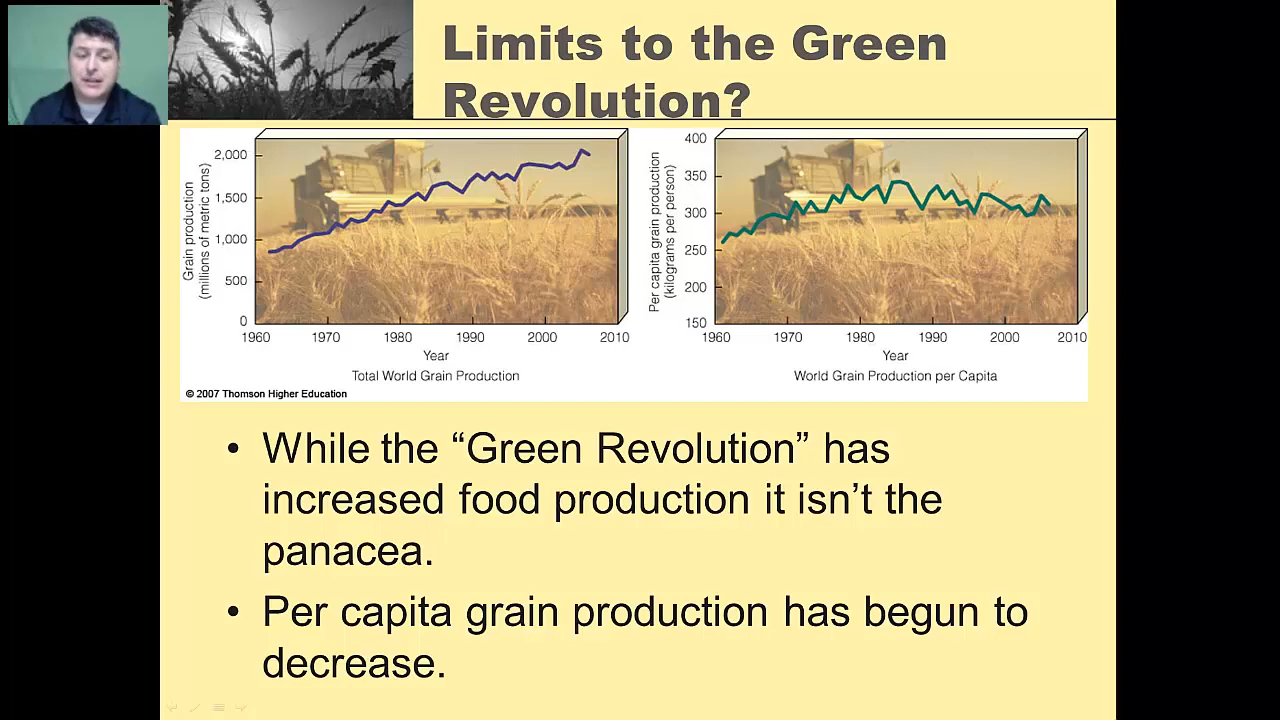 Limits to the Green
Revolution?
Grain production
(millions of metric tons)
2,000
1,500
1,000
500
0
1960 1970 1980 1990 2000 2010
Year
Total World Grain Production
© 2007 Thomson Higher Education
Per capita grain production
(kilograms per person)
400
350
300
250
200
150
1960 1970 1980 1990 2000 2010
Year
World Grain Production per Capita
• While the “Green Revolution” has
increased food production it isn’t the
panacea.
• Per capita grain production has begun to
decrease.